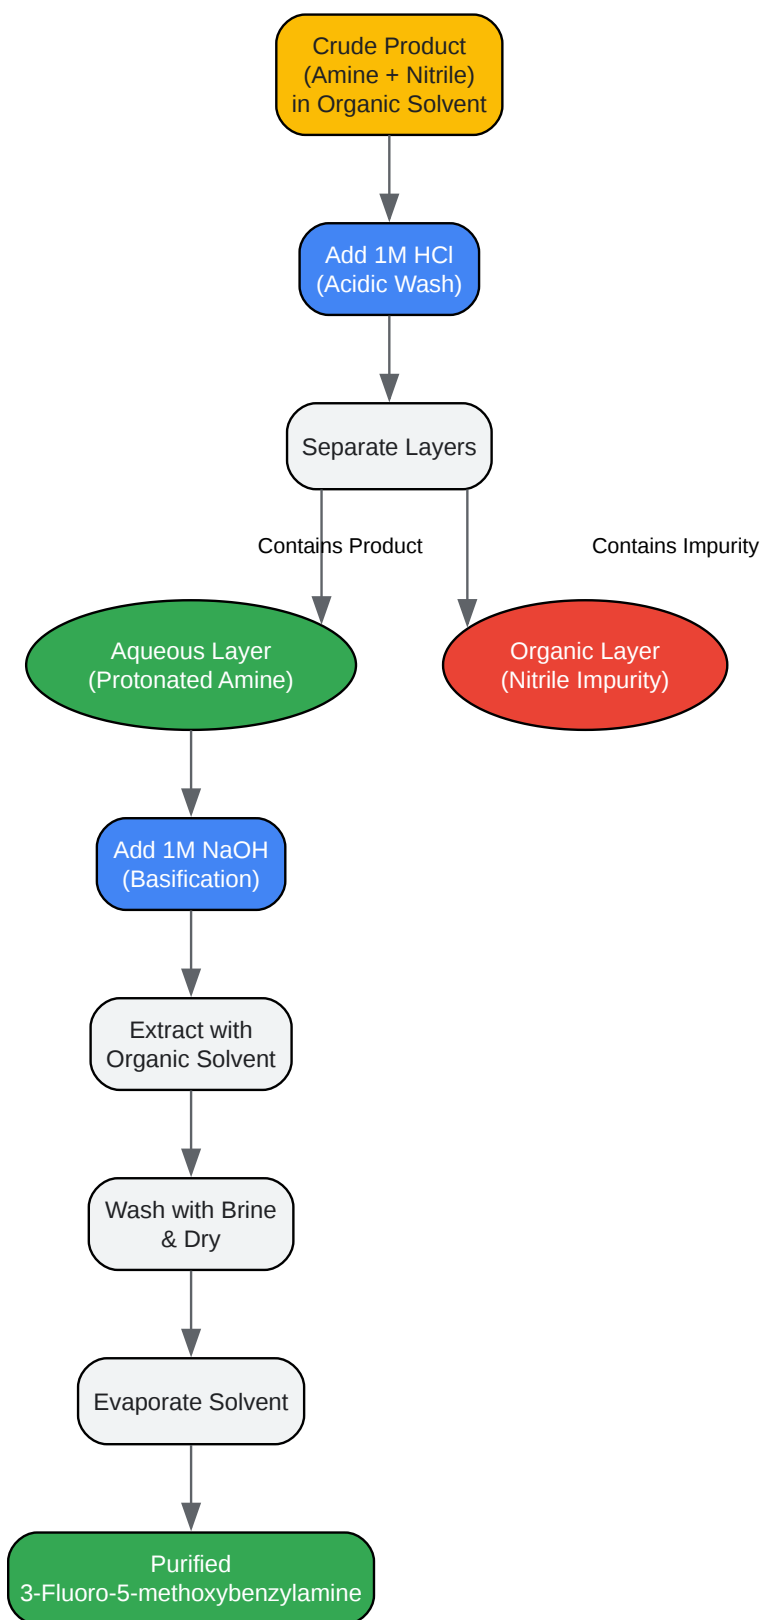 Crude Product
(Amine + Nitrile)
in Organic Solvent
Add 1M HCl
(Acidic Wash)
Separate Layers
Contains Product
Contains Impurity
Aqueous Layer
(Protonated Amine)
Organic Layer
(Nitrile Impurity)
Add 1M NaOH
(Basification)
Extract with
Organic Solvent
Wash with Brine
& Dry
Evaporate Solvent
Purified
3-Fluoro-5-methoxybenzylamine